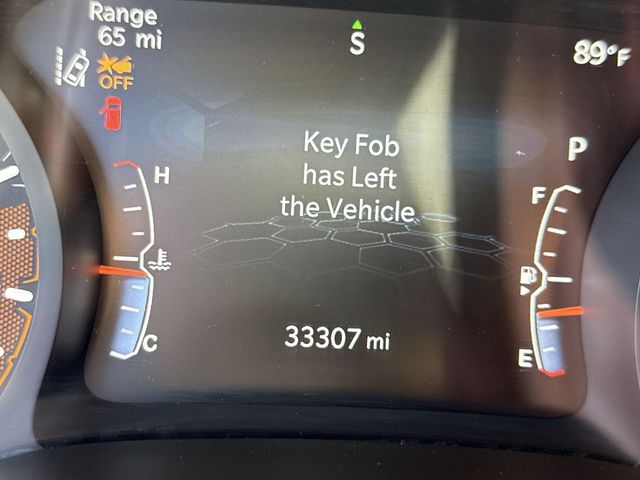 Range
65 mi
S
89°F
OFF
Key Fob
has Left
the Vehicle
P
H
F
C
E
33307 mi